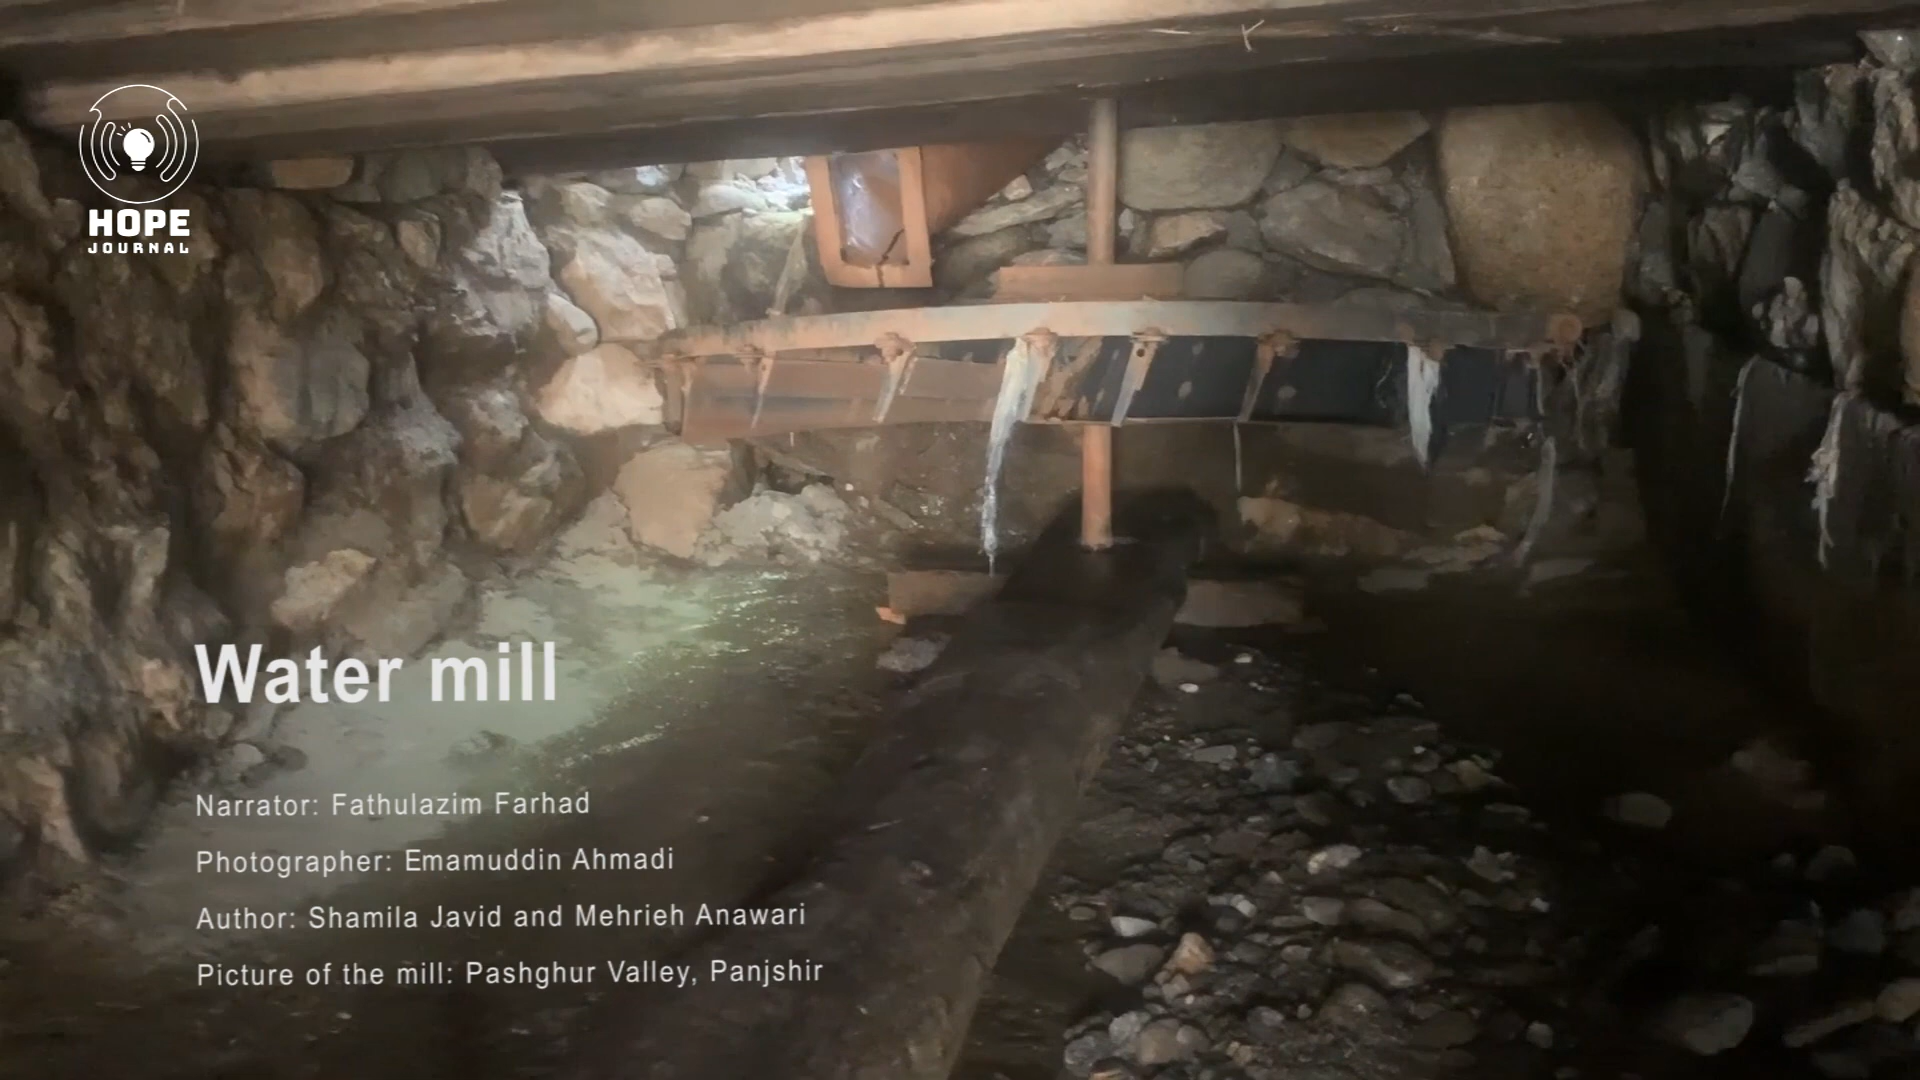 HOPE
JOURNAL
Water mill
Narrator: Fathulazim Farhad
Photographer: Emamuddin Ahmadi
Author: Shamila Javid and Mehrieh Anawari
Picture of the mill: Pashghur Valley, Panjshir